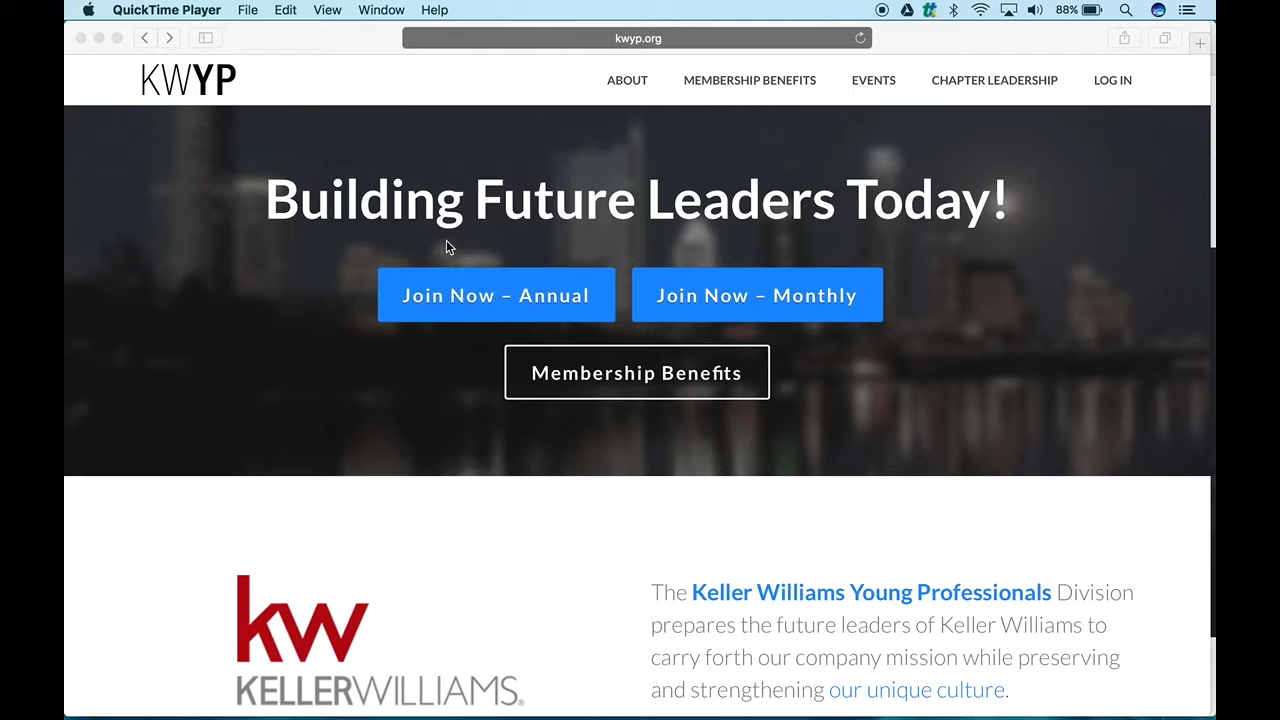 QuickTime Player File Edit View Window Help 88%
kwyp.org
KWYP ABOUT MEMBERSHIP BENEFITS EVENTS CHAPTER LEADERSHIP LOG IN
Building Future Leaders Today!
Join Now – Annual Join Now – Monthly
Membership Benefits
kw
KELLERWILLIAMS.
The Keller Williams Young Professionals Division
prepares the future leaders of Keller Williams to
carry forth our company mission while preserving
and strengthening our unique culture.